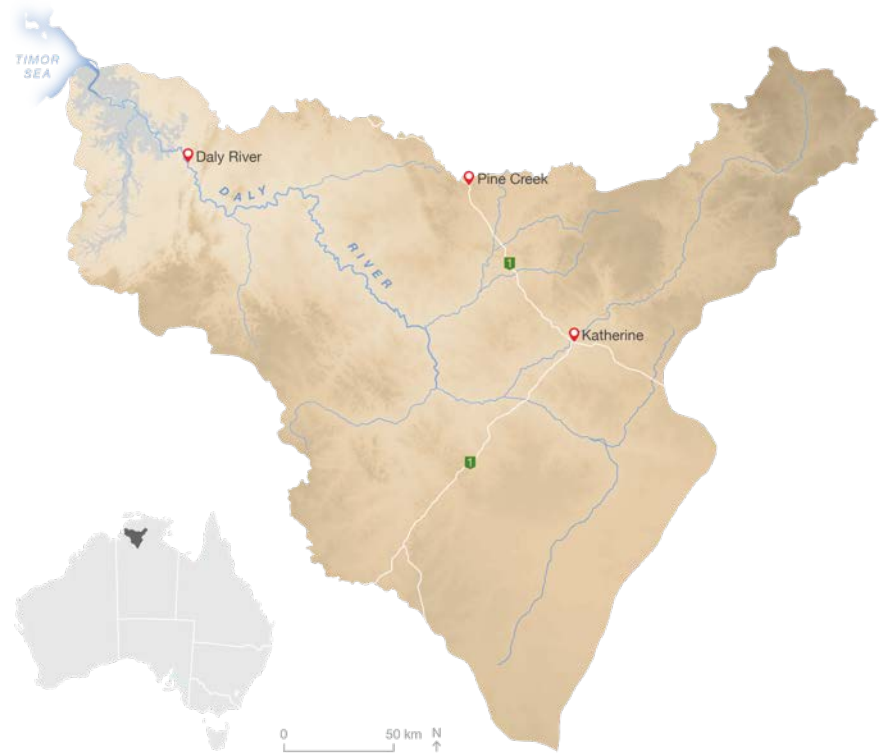 TIMOR
SEA
Daly River
DALY
RIVER
Pine Creek
1
Katherine
1
0
50 km
N